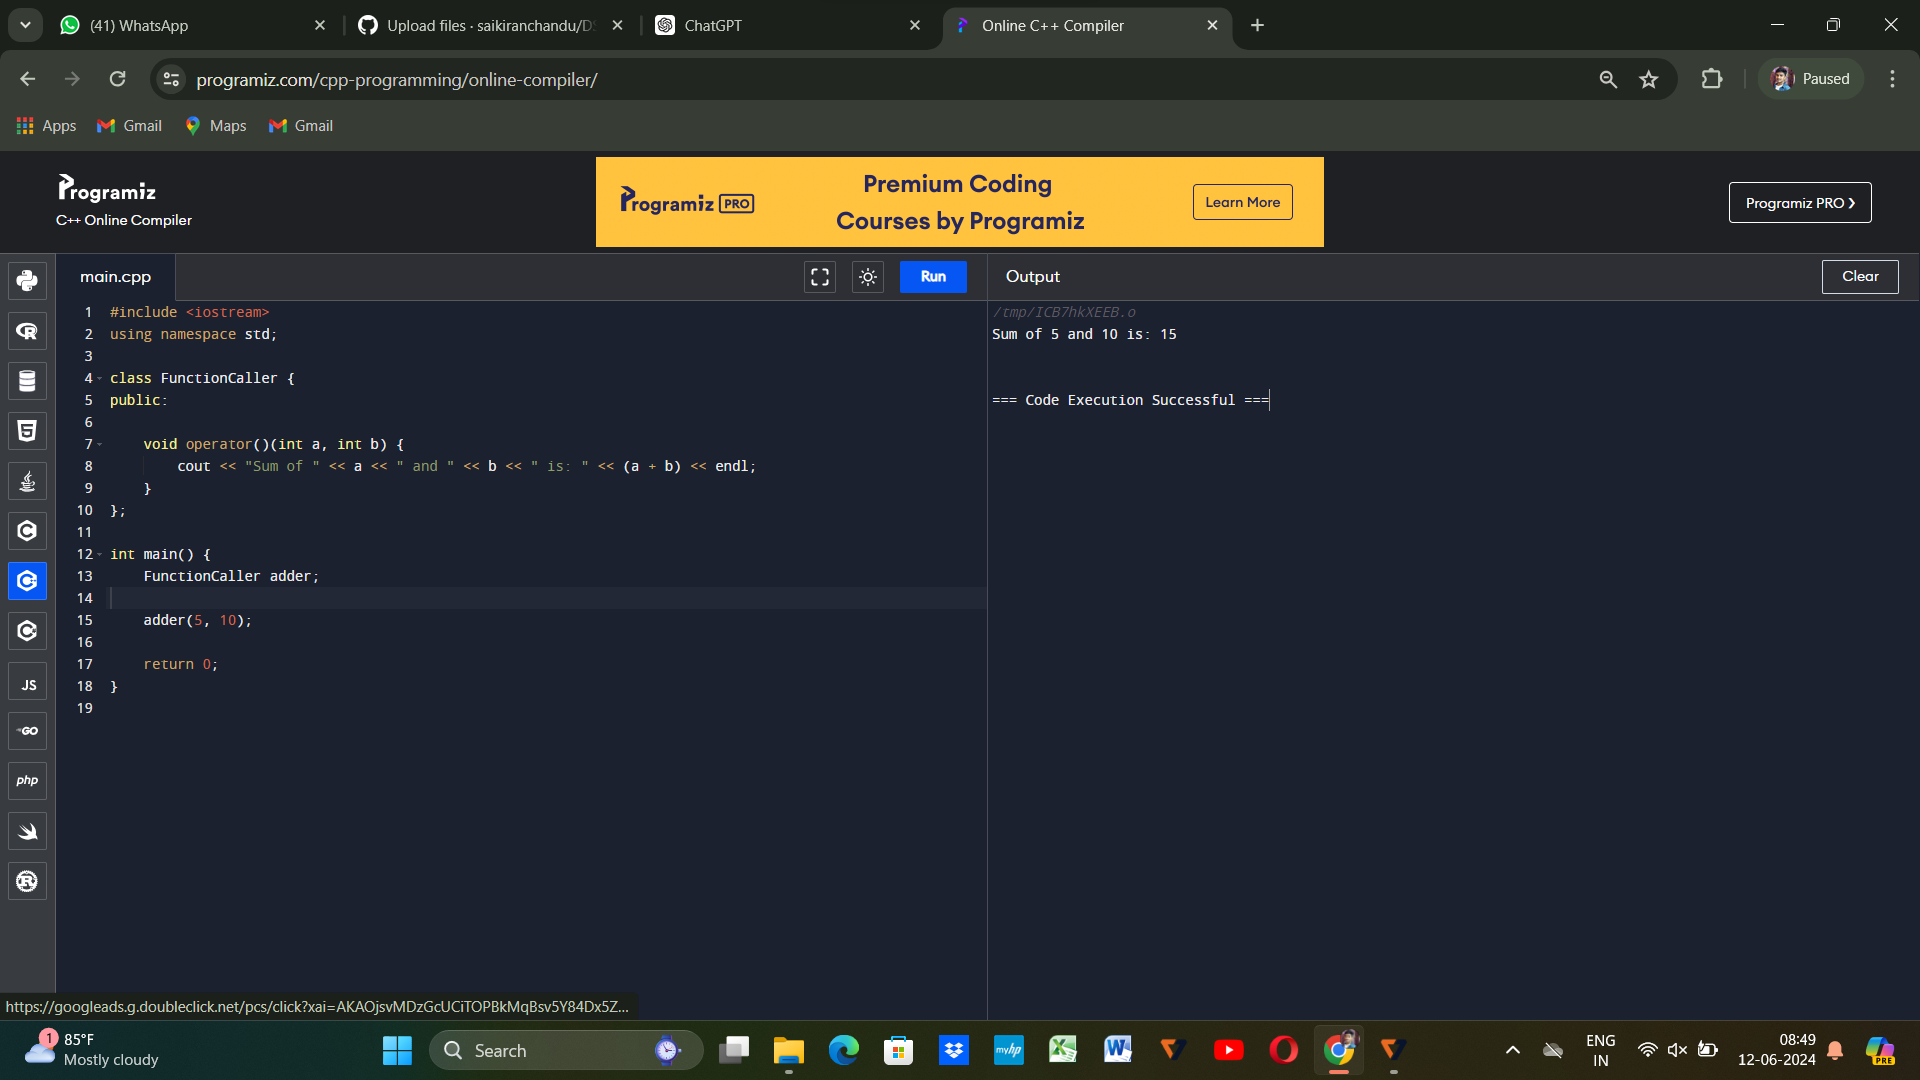 (41) WhatsApp
Upload files · saikiranchandu/DS
ChatGPT
Online C++ Compiler
programiz.com/cpp-programming/online-compiler/
Paused
Apps
Gmail
Maps
Gmail
Programiz
C++ Online Compiler
Programiz PRO
Premium Coding
Courses by Programiz
Learn More
Programiz PRO ❯
main.cpp
Run
Output
Clear
1 #include <iostream>
2 using namespace std;
3
4 class FunctionCaller {
5 public:
6
7 void operator()(int a, int b) {
8 cout << "Sum of " << a << " and " << b << " is: " << (a + b) << endl;
9 }
10 };
11
12 int main() {
13 FunctionCaller adder;
14
15 adder(5, 10);
16
17 return 0;
18 }
19
/tmp/ICB7hkXEEB.o
Sum of 5 and 10 is: 15
=== Code Execution Successful ===
JS
GO
php
https://googleads.g.doubleclick.net/pcs/click?xai=AKAOjsvMDzGcUCiTOPBkMqBsv5Y84Dx5Z...
1
85°F
Mostly cloudy
Search
myhp
ENG
IN
08:49
12-06-2024
PRE